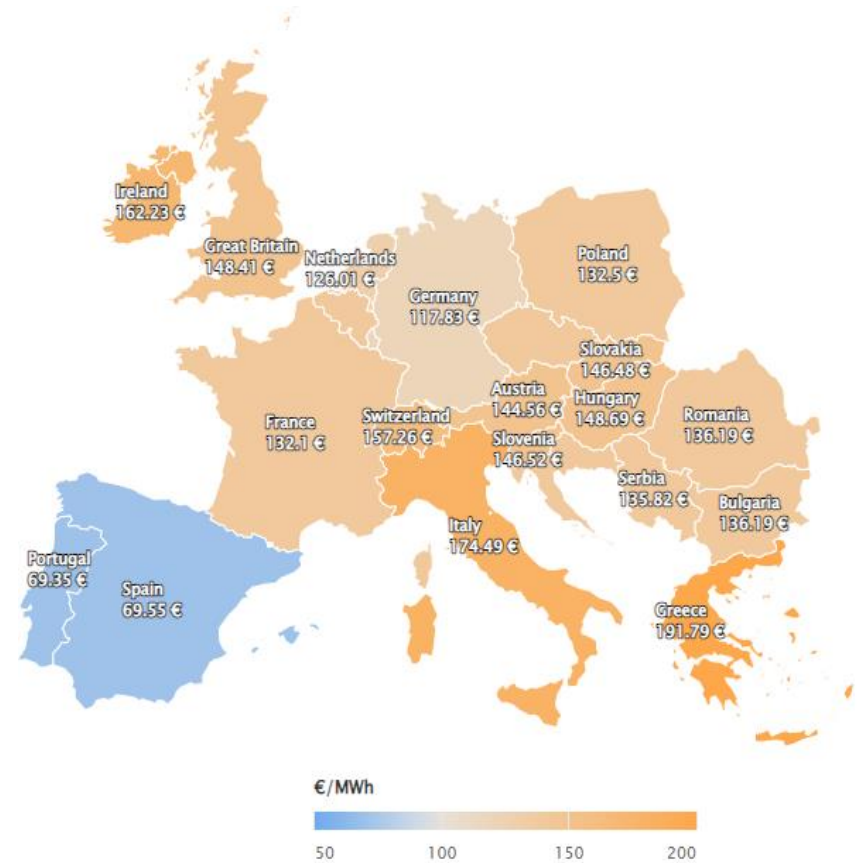 Ireland
162.23 €
Great Britain
148.41 €
Netherlands
126.01 €
Germany
117.83 €
Poland
132.5 €
Slovakia
146.48 €
Austria
144.56 €
Hungary
148.69 €
France
132.1 €
Switzerland
157.26 €
Slovenia
146.52 €
Romania
136.19 €
Serbia
135.82 €
Bulgaria
136.19 €
Italy
174.49 €
Portugal
69.35 €
Spain
69.55 €
Greece
191.79 €
€/MWh
50 100 150 200